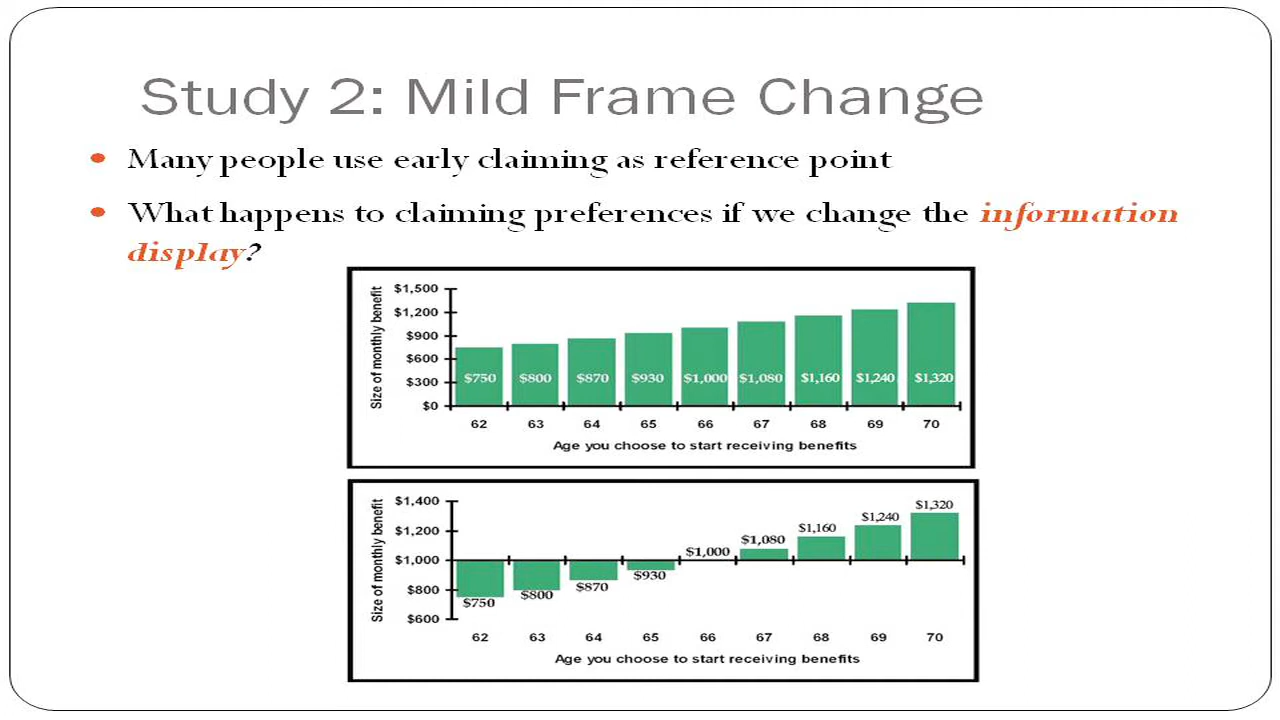 Study 2: Mild Frame Change
• Many people use early claiming as reference point
• What happens to claiming preferences if we change the information
display?
Size of monthly benefit
$1,500
$1,200
$900
$600
$300
$0
$750 $800 $870 $930 $1,000 $1,080 $1,160 $1,240 $1,320
62 63 64 65 66 67 68 69 70
Age you choose to start receiving benefits
Size of monthly benefit
$1,400
$1,200
$1,000
$800
$600
$750 $800 $870 $930 $1,000 $1,080 $1,160 $1,240 $1,320
62 63 64 65 66 67 68 69 70
Age you choose to start receiving benefits